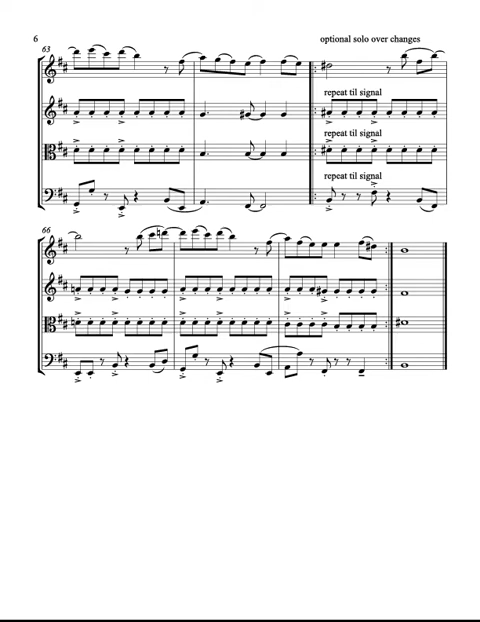 6
optional solo over changes
63
repeat til signal
repeat til signal
repeat til signal
66